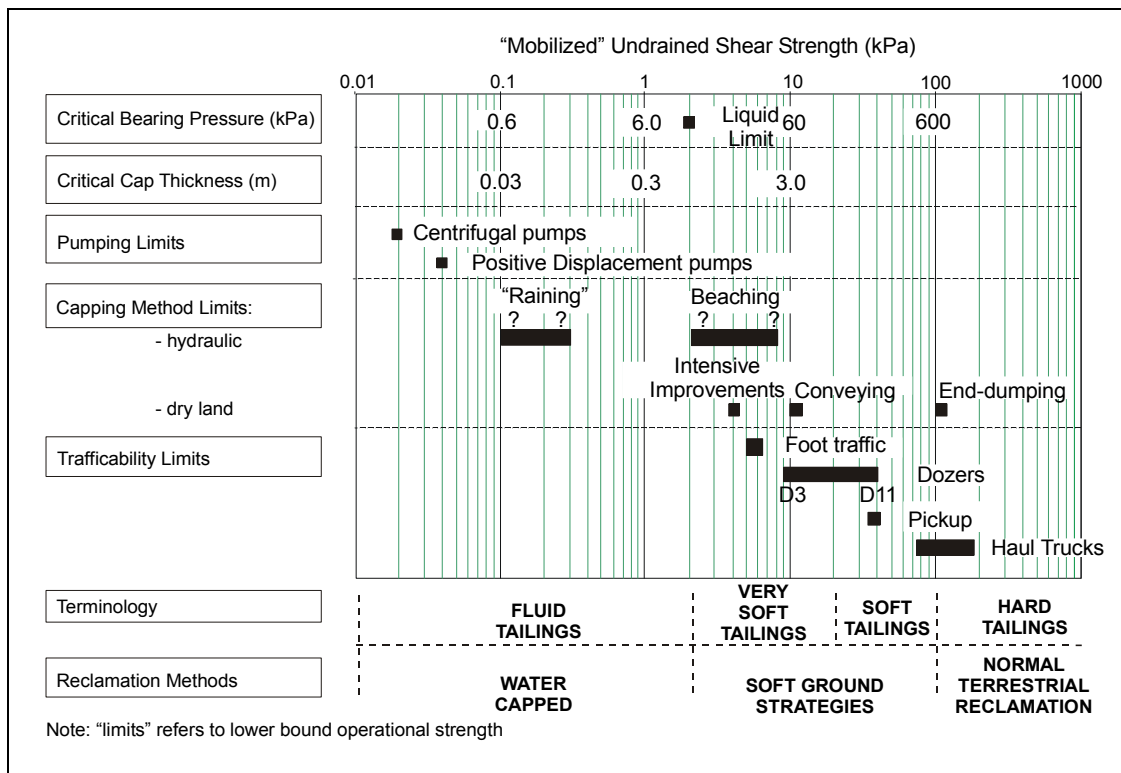 “Mobilized” Undrained Shear Strength (kPa)
0.01 0.1 1 10 100 1000
Critical Bearing Pressure (kPa)
0.6 6.0 Liquid Limit 60 600
Critical Cap Thickness (m)
0.03 0.3 3.0
Pumping Limits
Centrifugal pumps
Positive Displacement pumps
Capping Method Limits:
“Raining” Beaching
? ? ? ?
- hydraulic
Intensive
Improvements Conveying End-dumping
- dry land
Trafficability Limits
Foot traffic
Dozers
D3 D11
Pickup
Haul Trucks
Terminology
FLUID
TAILINGS
VERY
SOFT
TAILINGS
SOFT
TAILINGS
HARD
TAILINGS
Reclamation Methods
WATER
CAPPED
SOFT GROUND
STRATEGIES
NORMAL
TERRESTRIAL
RECLAMATION
Note: “limits” refers to lower bound operational strength